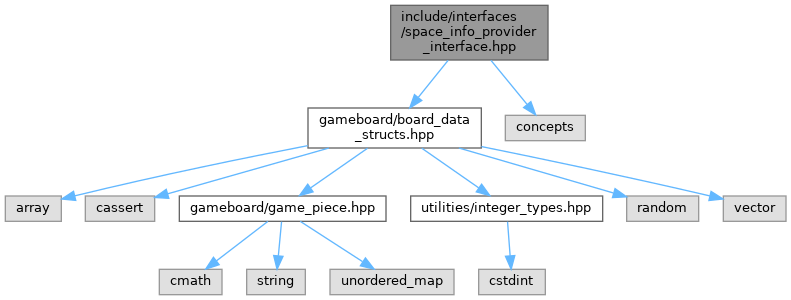 include/interfaces
/space_info_provider
_interface.hpp
gameboard/board_data
_structs.hpp
concepts
array
cassert
gameboard/game_piece.hpp
utilities/integer_types.hpp
random
vector
cmath
string
unordered_map
cstdint